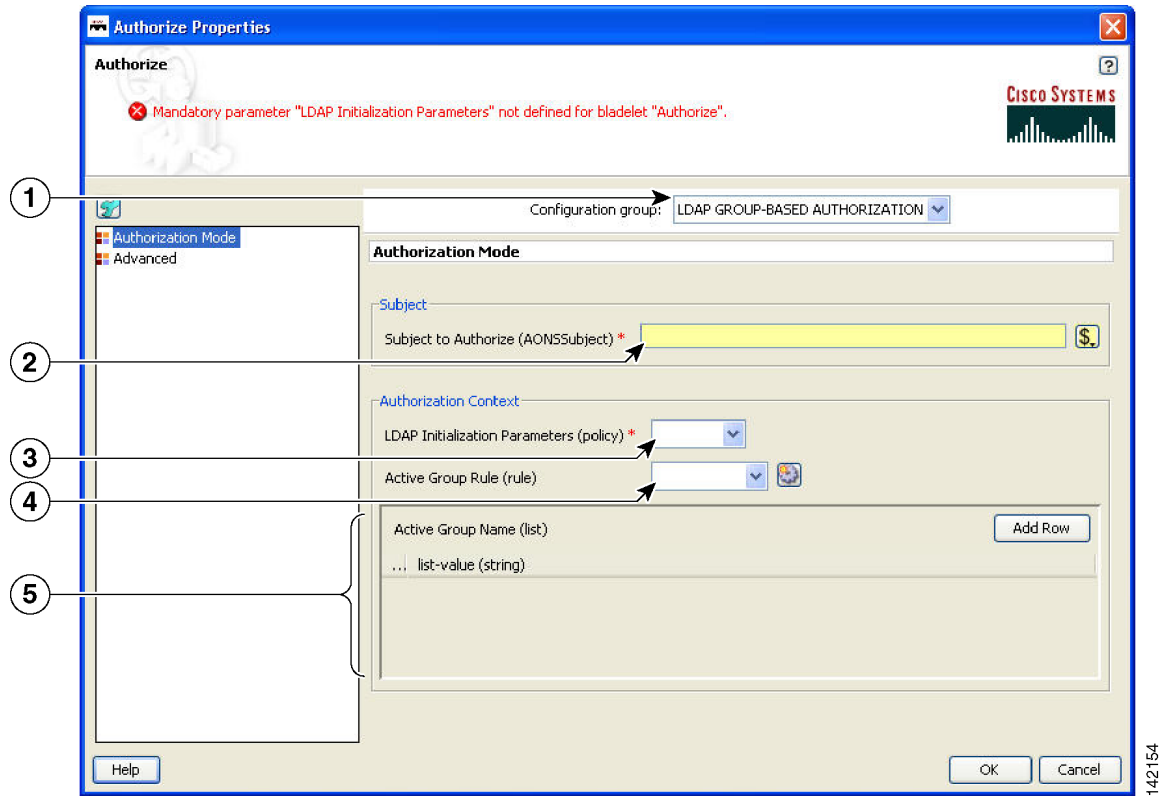 Authorize Properties
Authorize
?
Mandatory parameter "LDAP Initialization Parameters" not defined for bladelet "Authorize".
CISCO SYSTEMS
1
Configuration group: LDAP GROUP-BASED AUTHORIZATION
Authorization Mode
Advanced
Authorization Mode
Subject
Subject to Authorize (AONSSubject) *
$
2
Authorization Context
LDAP Initialization Parameters (policy) *
3
Active Group Rule (rule)
4
Active Group Name (list) Add Row
... list-value (string)
5
Help OK Cancel
142154